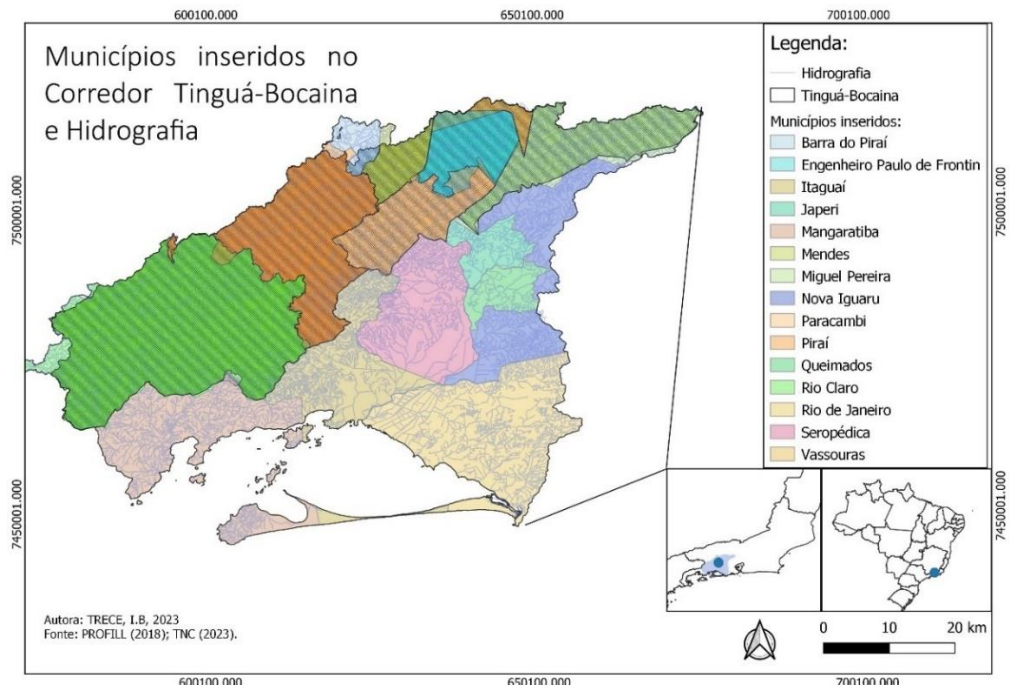 600100.000
650100.000
700100.000
Municípios inseridos no
Corredor Tinguá-Bocaina
e Hidrografia
Legenda:
Hidrografia
Tinguá-Bocaina
Municípios inseridos:
Barra do Piraí
Engenheiro Paulo de Frontin
Itaguaí
Japeri
Mangaratiba
Mendes
Miguel Pereira
Nova Iguaru
Paracambi
Piraí
Queimados
Rio Claro
Rio de Janeiro
Seropédica
Vassouras
7500001.000
7500001.000
7450001.000
7450001.000
Autora: TRECE, I.B, 2023
Fonte: PROFILL (2018); TNC (2023).
0 10 20 km
600100.000
650100.000
700100.000